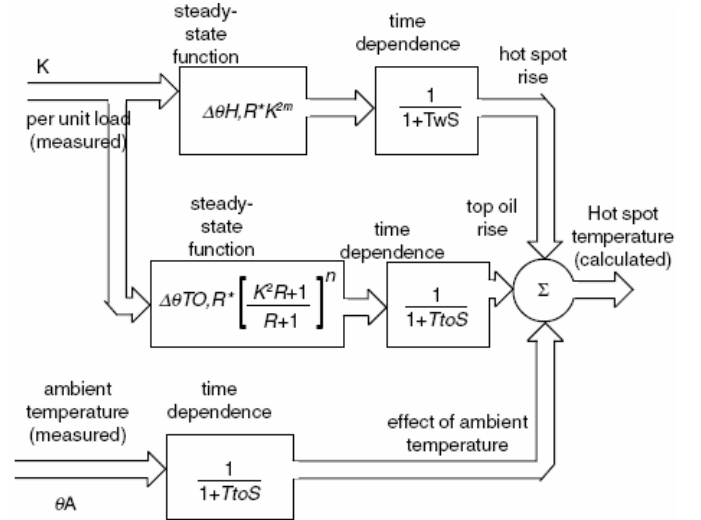 steady-
state
function
time
dependence
hot spot
rise
K
per unit load
(measured)
ΔθH,R*K²ᵐ
1
1+TwS
steady-
state
function
time
dependence
top oil
rise
Hot spot
temperature
(calculated)
ΔθTO,R* [K²R+1 / R+1]ⁿ
1
1+TtoS
Σ
ambient
temperature
(measured)
time
dependence
effect of ambient
temperature
1
1+TtoS
θA